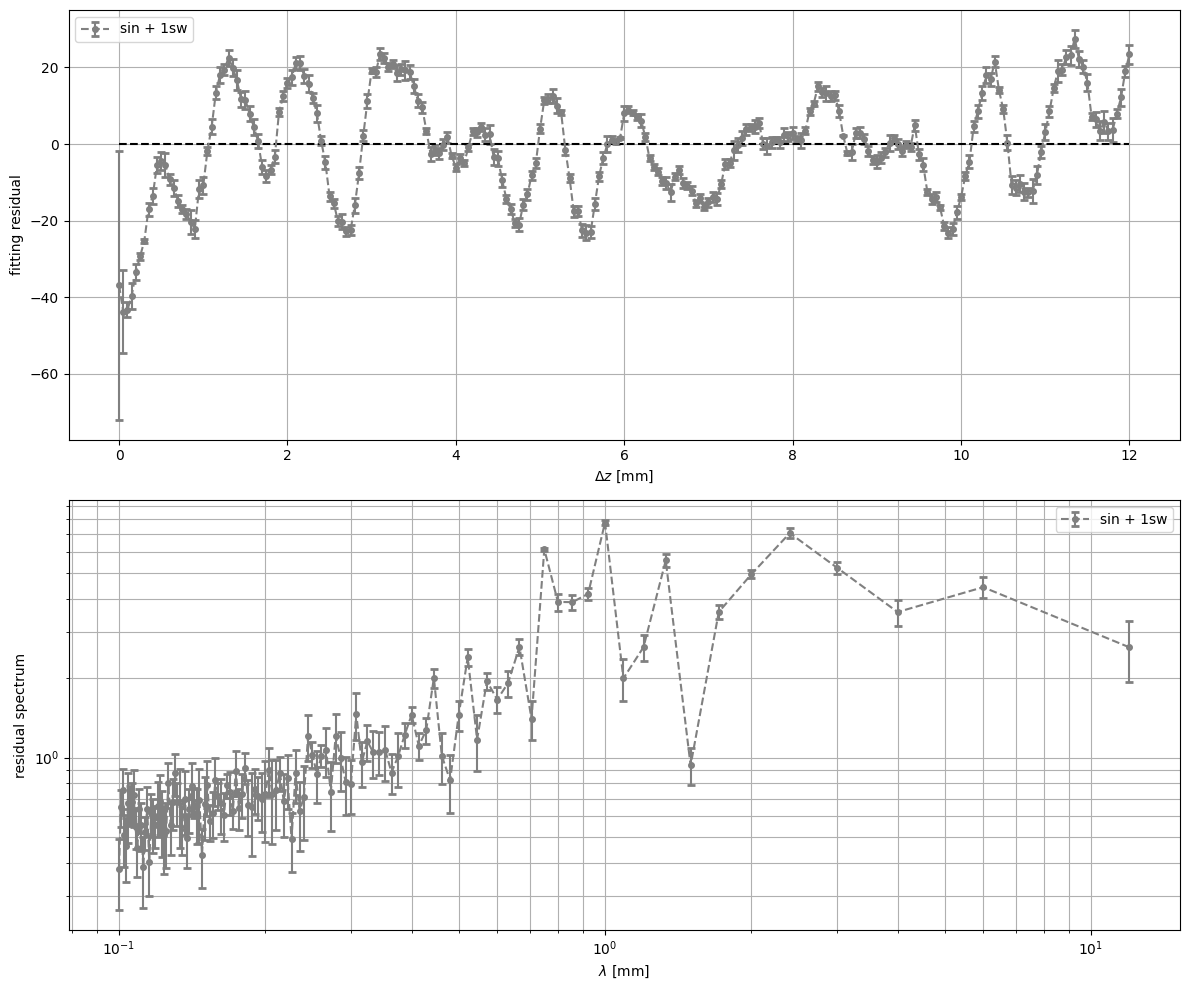 sin + 1sw
20
0
−20
−40
−60
fitting residual
0 2 4 6 8 10 12
Δz [mm]
sin + 1sw
10⁰
residual spectrum
10⁻¹ 10⁰ 10¹
λ [mm]